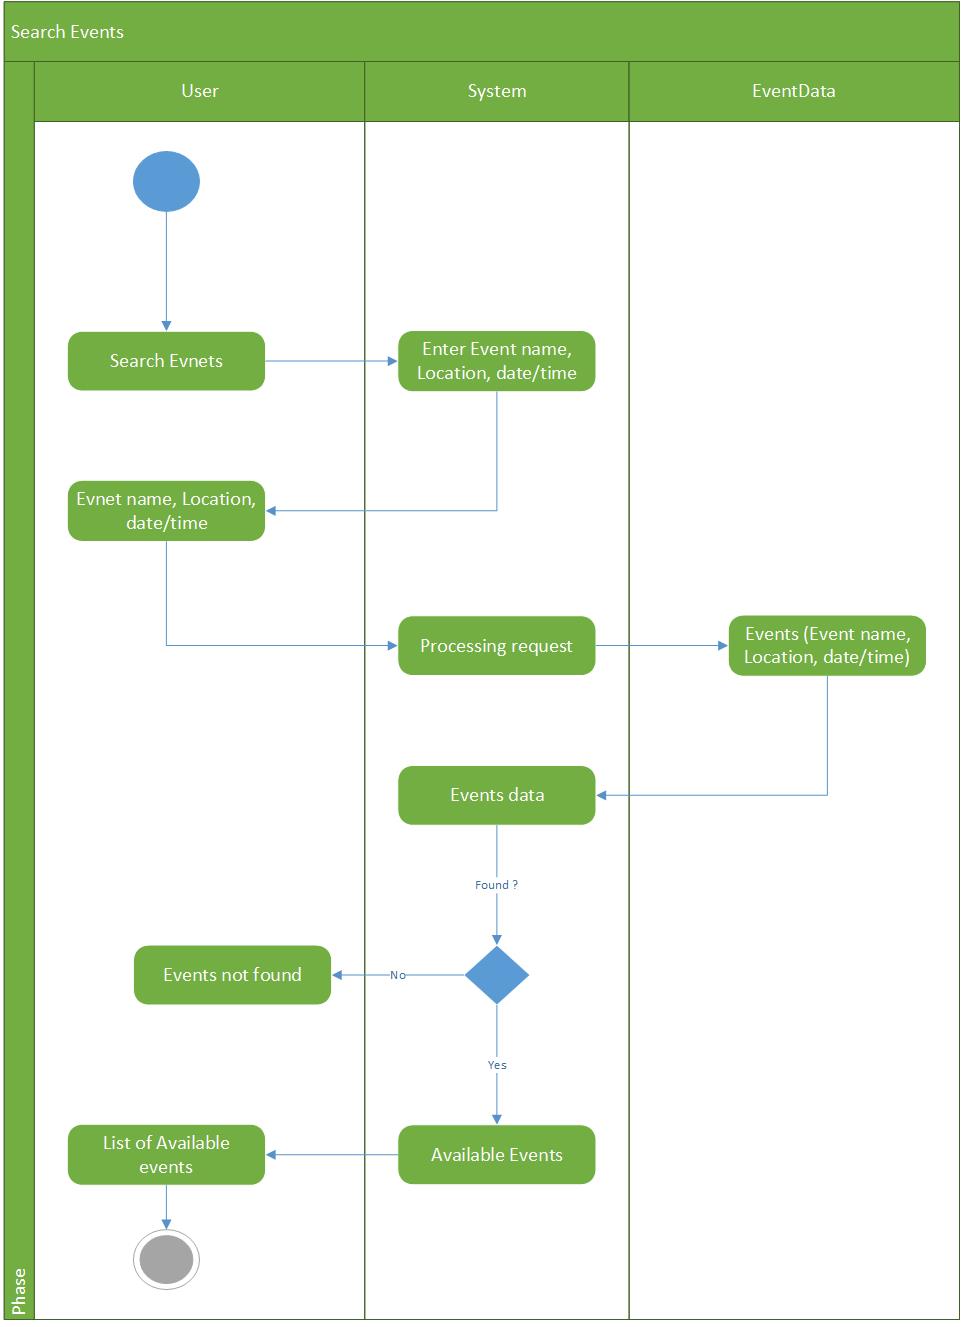 Search Events
User
System
EventData
Search Evnets
Enter Event name,
Location, date/time
Evnet name, Location,
date/time
Processing request
Events (Event name,
Location, date/time)
Events data
Found ?
Events not found
No
Yes
List of Available
events
Available Events
Phase